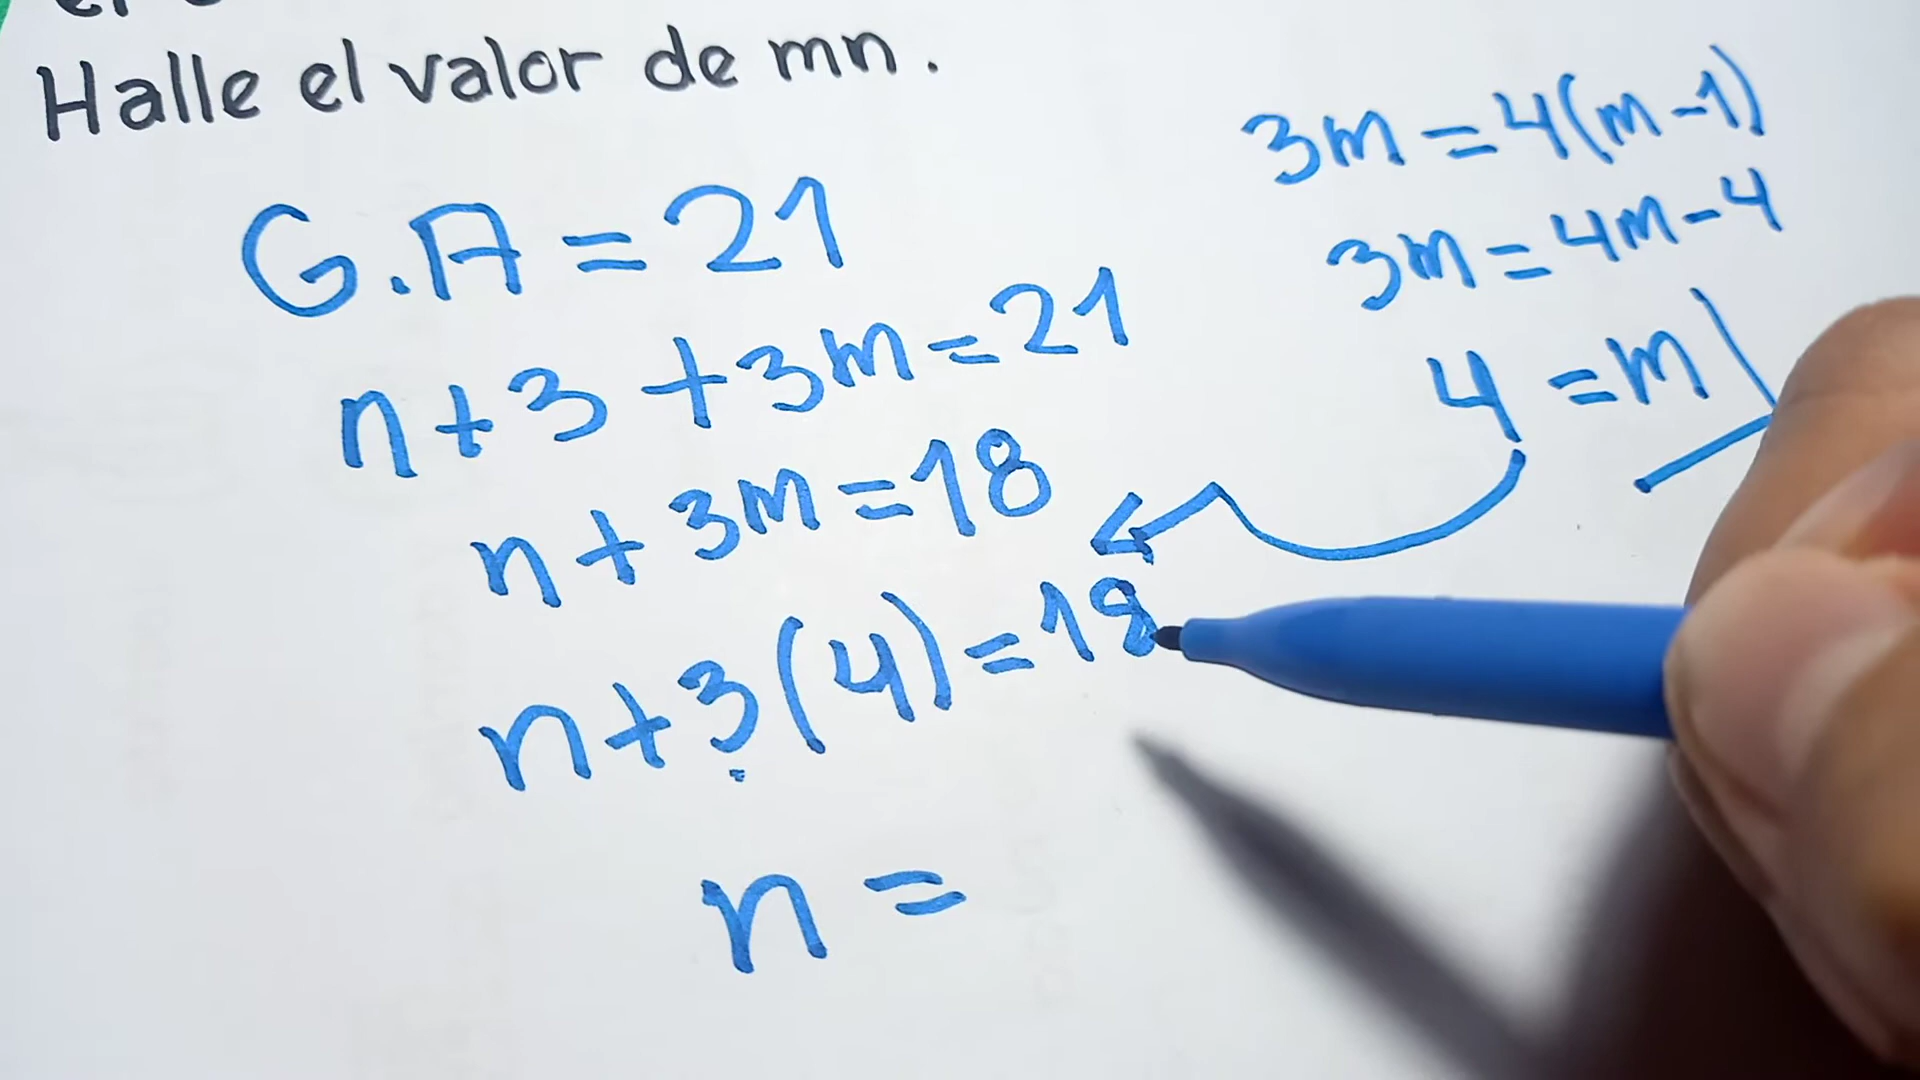 Halle el valor de mn.
G.A = 21
n+3 +3m=21
n+3m=18
n+3(4)=18
n =
3m=4(m-1)
3m=4m-4
4=m